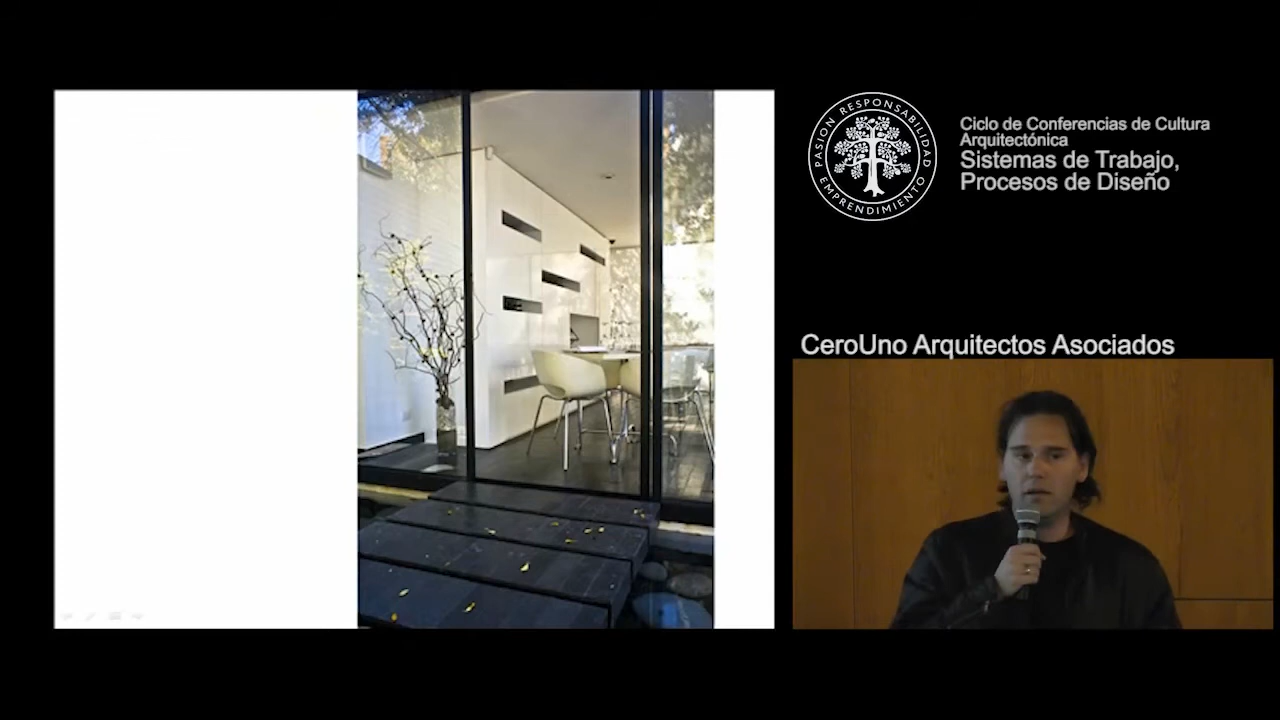 PASION RESPONSABILIDAD
EMPRENDIMIENTO
Ciclo de Conferencias de Cultura
Arquitectónica
Sistemas de Trabajo,
Procesos de Diseño
CeroUno Arquitectos Asociados